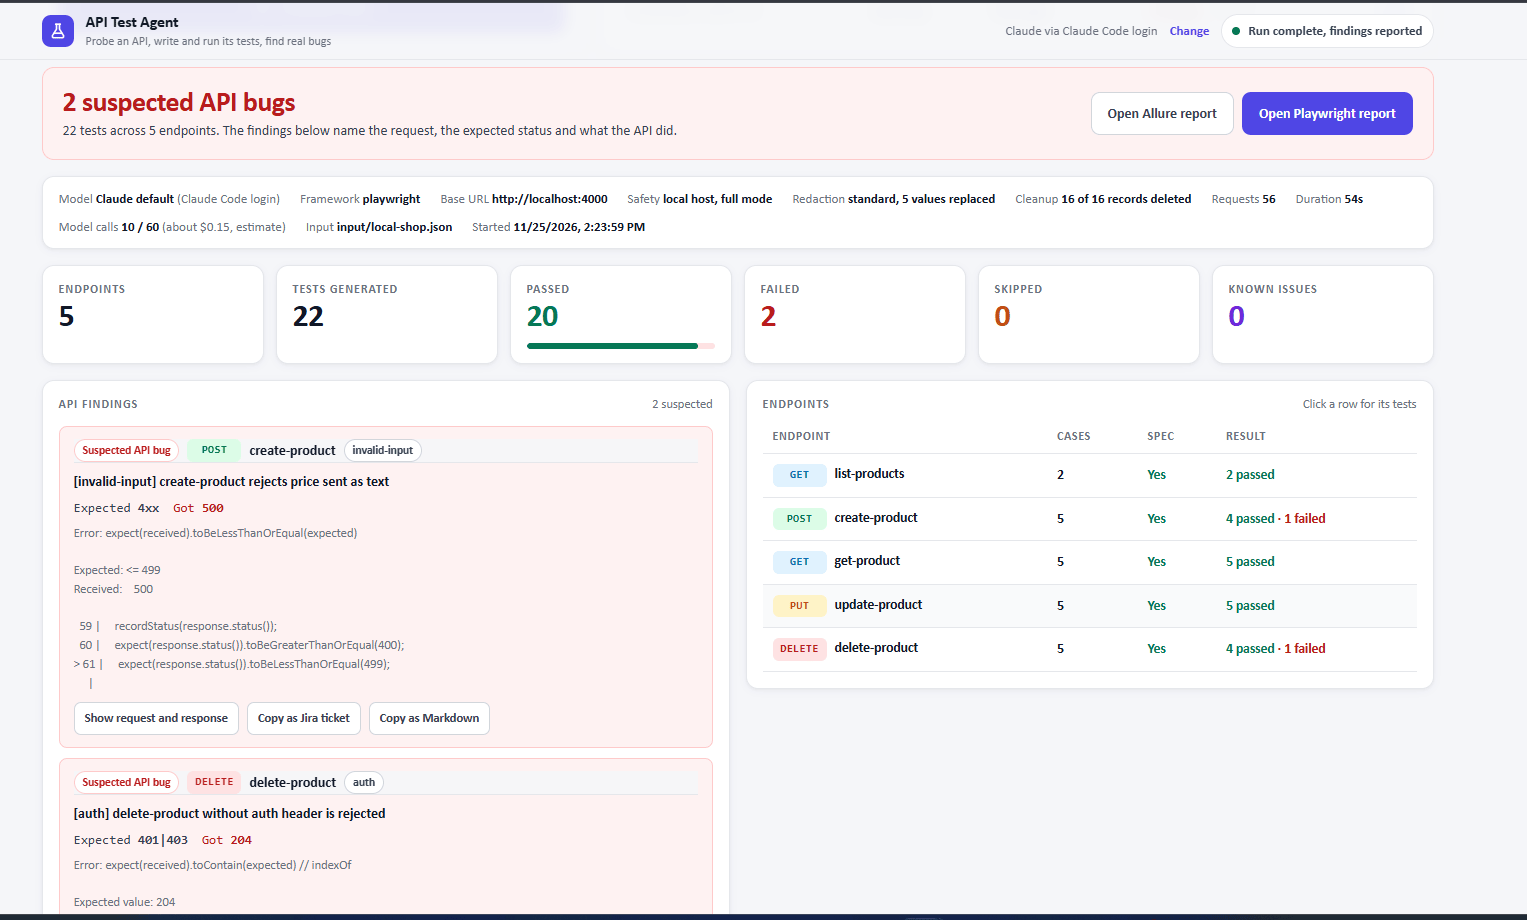 API Test Agent
Probe an API, write and run its tests, find real bugs
Claude via Claude Code login Change Run complete, findings reported
2 suspected API bugs
22 tests across 5 endpoints. The findings below name the request, the expected status and what the API did.
Open Allure report Open Playwright report
Model Claude default (Claude Code login) Framework playwright Base URL http://localhost:4000 Safety local host, full mode Redaction standard, 5 values replaced Cleanup 16 of 16 records deleted Requests 56 Duration 54s
Model calls 10 / 60 (about $0.15, estimate) Input input/local-shop.json Started 11/25/2026, 2:23:59 PM
ENDPOINTS
5
TESTS GENERATED
22
PASSED
20
FAILED
2
SKIPPED
0
KNOWN ISSUES
0
API FINDINGS 2 suspected
Suspected API bug POST create-product invalid-input
[invalid-input] create-product rejects price sent as text
Expected 4xx Got 500
Error: expect(received).toBeLessThanOrEqual(expected)
Expected: <= 499
Received: 500
59 | recordStatus(response.status());
60 | expect(response.status()).toBeGreaterThanOrEqual(400);
> 61 | expect(response.status()).toBeLessThanOrEqual(499);
|
Show request and response Copy as Jira ticket Copy as Markdown
Suspected API bug DELETE delete-product auth
[auth] delete-product without auth header is rejected
Expected 401|403 Got 204
Error: expect(received).toContain(expected) // indexOf
Expected value: 204
ENDPOINTS Click a row for its tests
ENDPOINT CASES SPEC RESULT
GET list-products 2 Yes 2 passed
POST create-product 5 Yes 4 passed · 1 failed
GET get-product 5 Yes 5 passed
PUT update-product 5 Yes 5 passed
DELETE delete-product 5 Yes 4 passed · 1 failed